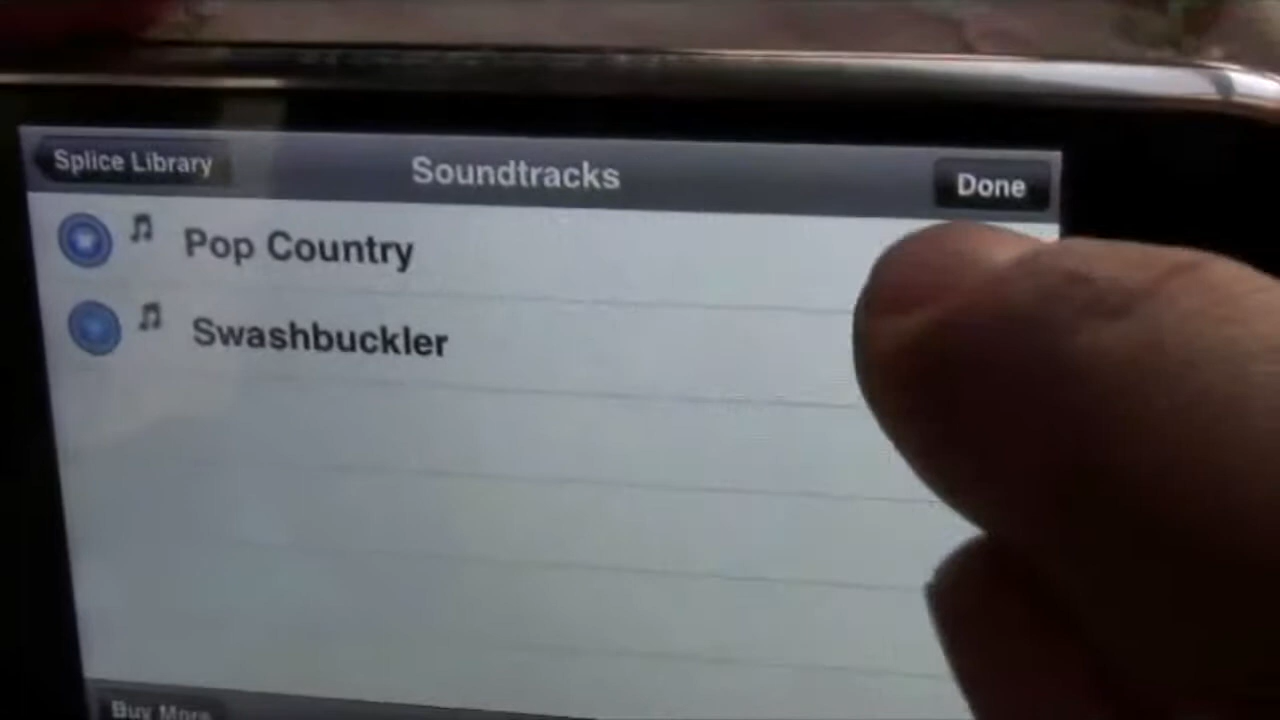 Splice Library
Soundtracks
Done
Pop Country
Swashbuckler
Buy More